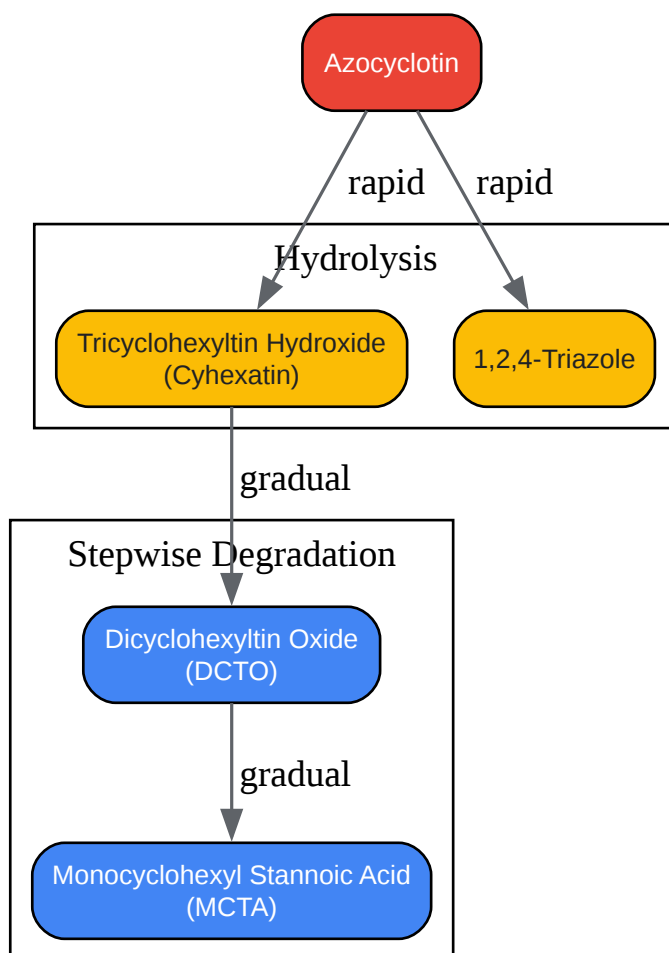 Azocyclotin
rapid
rapid
Hydrolysis
Tricyclohexyltin Hydroxide
(Cyhexatin)
1,2,4-Triazole
gradual
Stepwise Degradation
Dicyclohexyltin Oxide
(DCTO)
gradual
Monocyclohexyl Stannoic Acid
(MCTA)